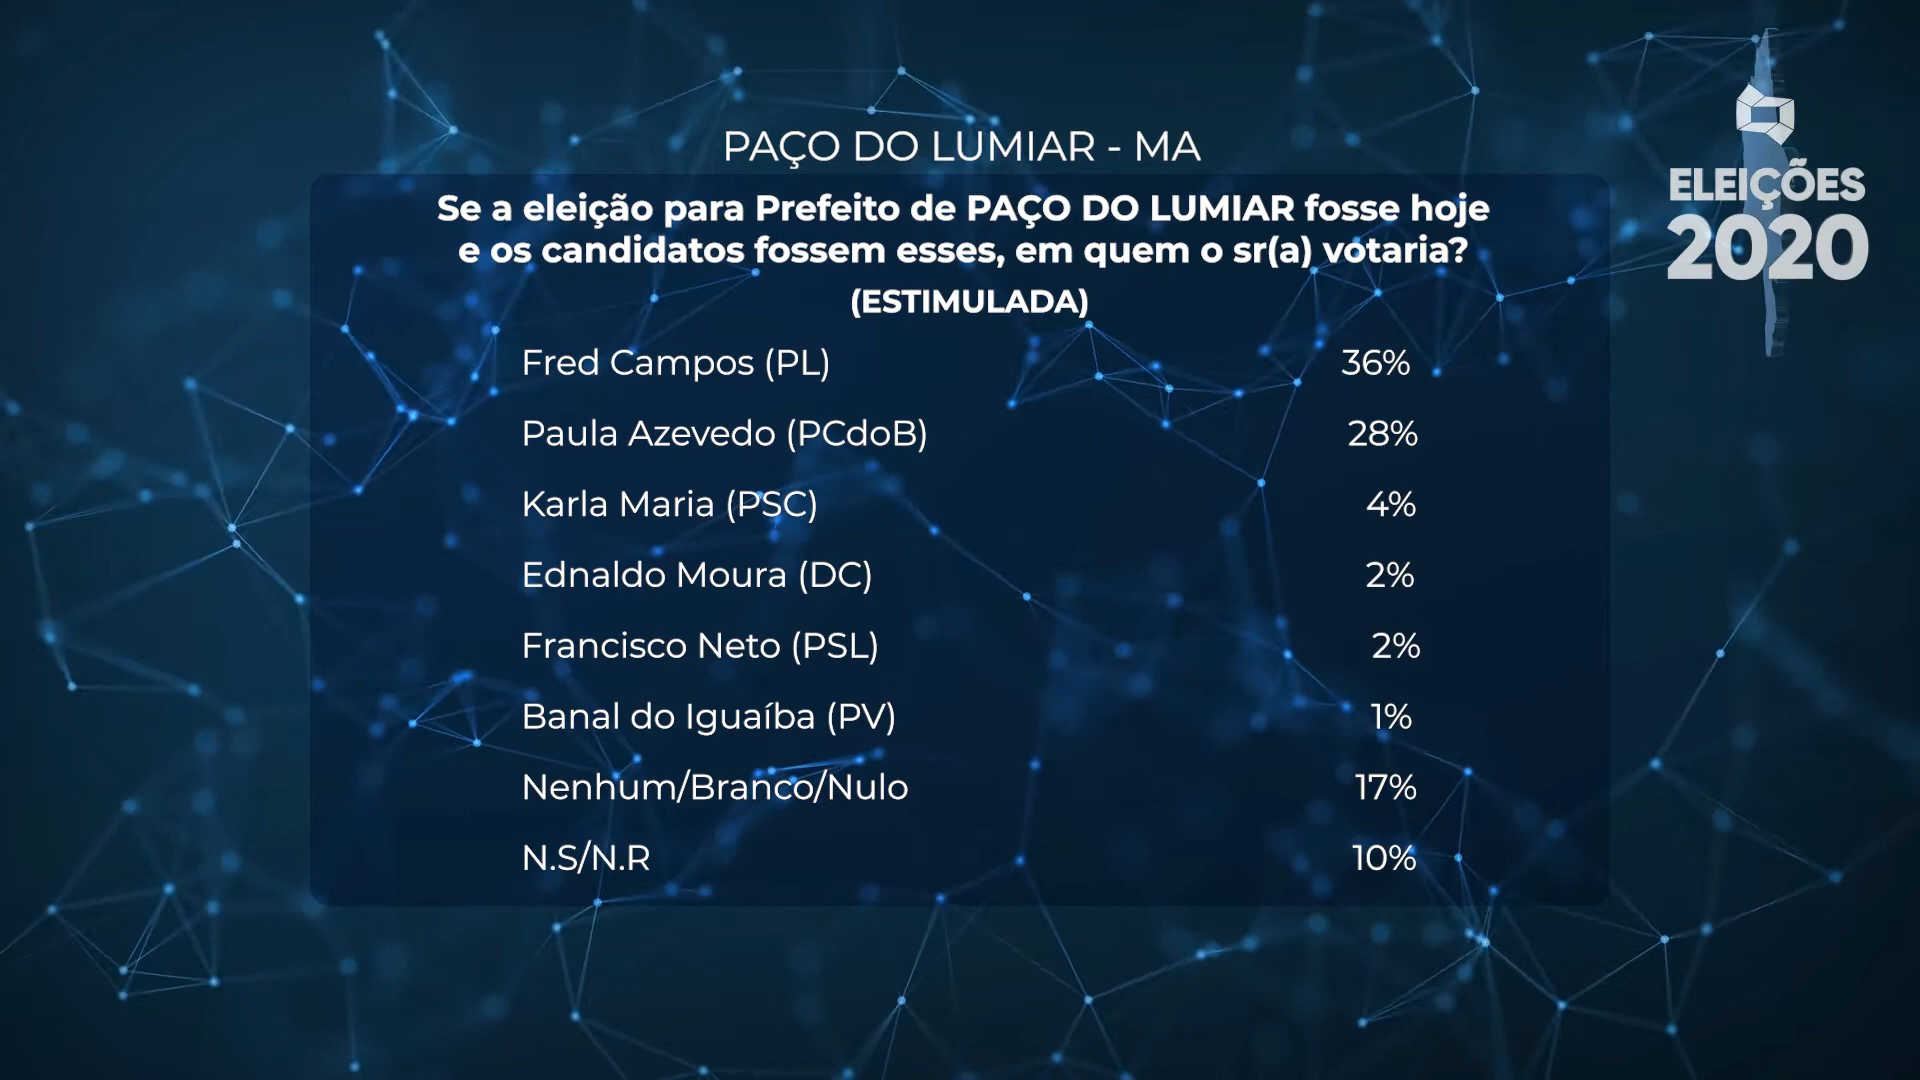 PAÇO DO LUMIAR - MA
ELEIÇÕES
2020
Se a eleição para Prefeito de PAÇO DO LUMIAR fosse hoje
e os candidatos fossem esses, em quem o sr(a) votaria?
(ESTIMULADA)
Fred Campos (PL) 36%
Paula Azevedo (PCdoB) 28%
Karla Maria (PSC) 4%
Ednaldo Moura (DC) 2%
Francisco Neto (PSL) 2%
Banal do Iguaíba (PV) 1%
Nenhum/Branco/Nulo 17%
N.S/N.R 10%